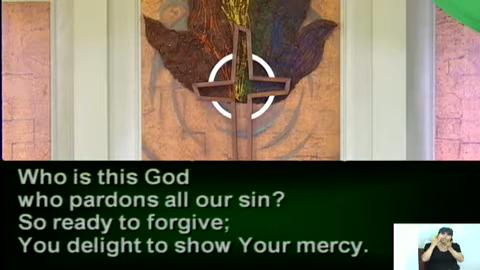 Who is this God
who pardons all our sin?
So ready to forgive;
You delight to show Your mercy.